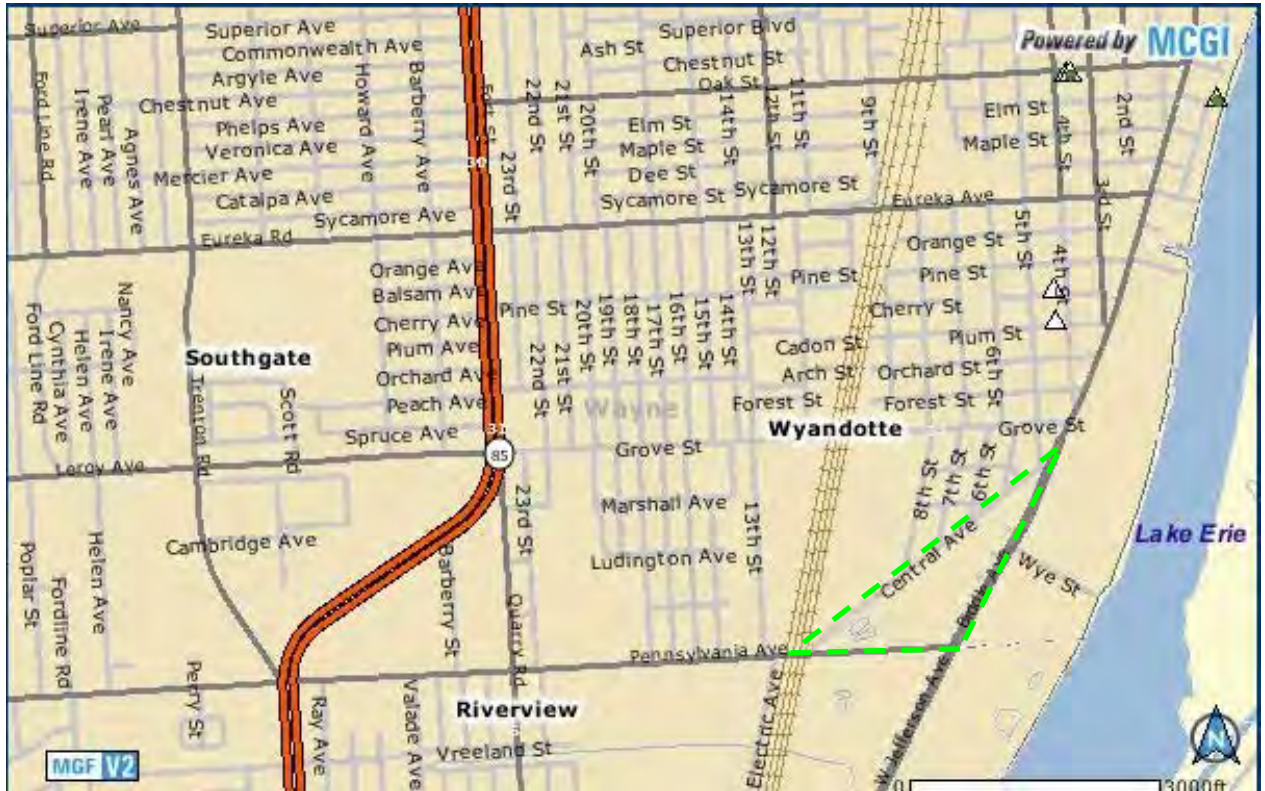 Superior Ave
Superior Ave
Commonwealth Ave
Argyle Ave
Chestnut Ave
Phelps Ave
Veronica Ave
Mercier Ave
Catalpa Ave
Sycamore Ave
Eureka Rd
Ford Line Rd
Irene Ave
Pearl Ave
Agnes Ave
Howard Ave
Barberry Ave
Fort St
30
23rd St
22nd St
21st St
20th St
Ash St
Superior Blvd
Chestnut St
Oak St
Elm St
Maple St
Dee St
Sycamore St
Sycamore St
14th St
12th St
11th St
9th St
Powered by MCGI
Elm St
Maple St
4th St
2nd St
3rd St
Eureka Ave
Orange St
Pine St
Cherry St
Plum St
Orchard St
Forest St
Grove St
5th St
4th St
6th St
13th St
12th St
Pine St
Cadon St
Arch St
Forest St
Wyandotte
Orange Ave
Balsam Ave
Cherry Ave
Plum Ave
Orchard Ave
Peach Ave
Spruce Ave
31
85
Pine St
22nd St
21st St
20th St
19th St
18th St
17th St
16th St
15th St
14th St
Wayne
Grove St
Marshall Ave
Ludington Ave
13th St
Southgate
Nancy Ave
Irene Ave
Helen Ave
Cynthia Ave
Ford Line Rd
Trenton Rd
Scott Rd
Leroy Ave
Cambridge Ave
Poplar St
Fordline Rd
Helen Ave
Perry St
Barberry St
23rd St
Quarry Rd
8th St
7th St
6th St
Central Ave
Biddle Ave
Wye St
Lake Erie
Pennsylvania Ave
Electric Ave
W Jefferson Ave
Riverview
Ray Ave
Valade Ave
Vreeland St
MGF V2
N
0
3000ft